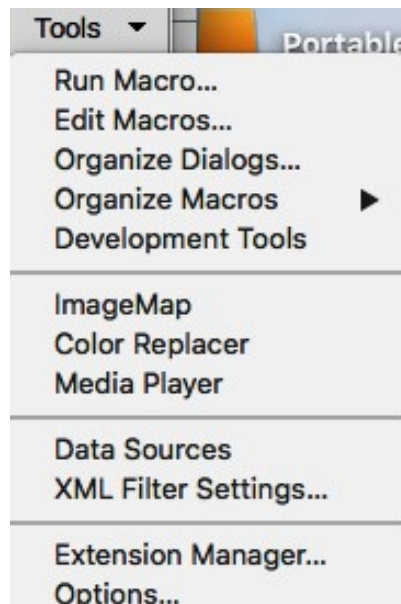 Tools
Portable
Run Macro...
Edit Macros...
Organize Dialogs...
Organize Macros
Development Tools
ImageMap
Color Replacer
Media Player
Data Sources
XML Filter Settings...
Extension Manager...
Options...